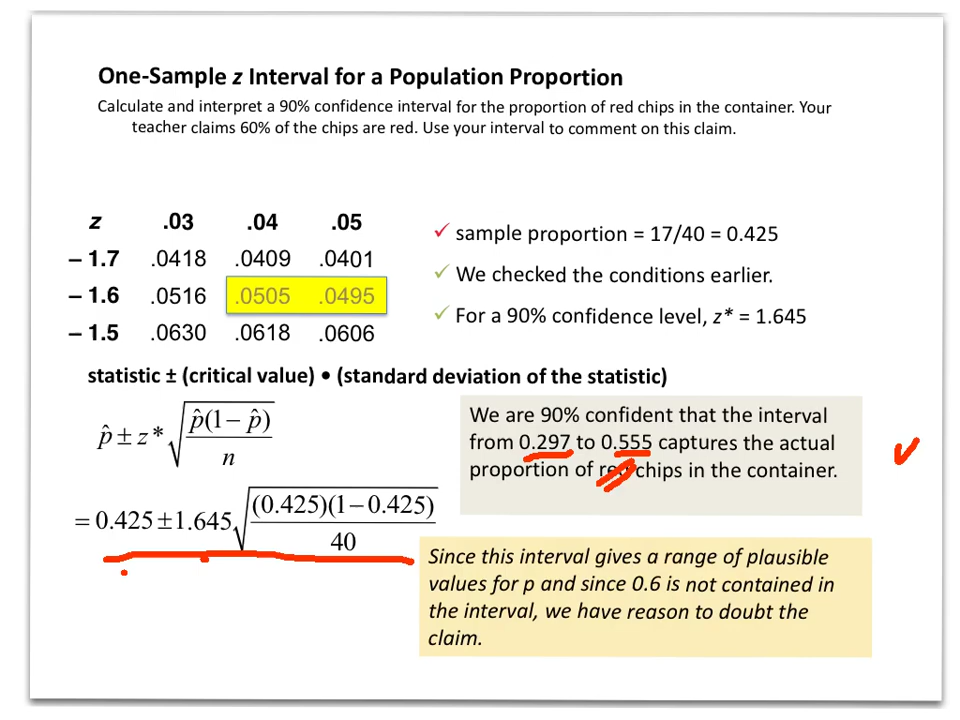 One-Sample z Interval for a Population Proportion
Calculate and interpret a 90% confidence interval for the proportion of red chips in the container. Your
teacher claims 60% of the chips are red. Use your interval to comment on this claim.
z .03 .04 .05
– 1.7 .0418 .0409 .0401
– 1.6 .0516 .0505 .0495
– 1.5 .0630 .0618 .0606
✓ sample proportion = 17/40 = 0.425
✓ We checked the conditions earlier.
✓ For a 90% confidence level, z* = 1.645
statistic ± (critical value) • (standard deviation of the statistic)
p̂ ± z * √(p̂(1 − p̂) / n)
= 0.425 ± 1.645 √((0.425)(1 − 0.425) / 40)
We are 90% confident that the interval
from 0.297 to 0.555 captures the actual
proportion of red chips in the container.
Since this interval gives a range of plausible
values for p and since 0.6 is not contained in
the interval, we have reason to doubt the
claim.